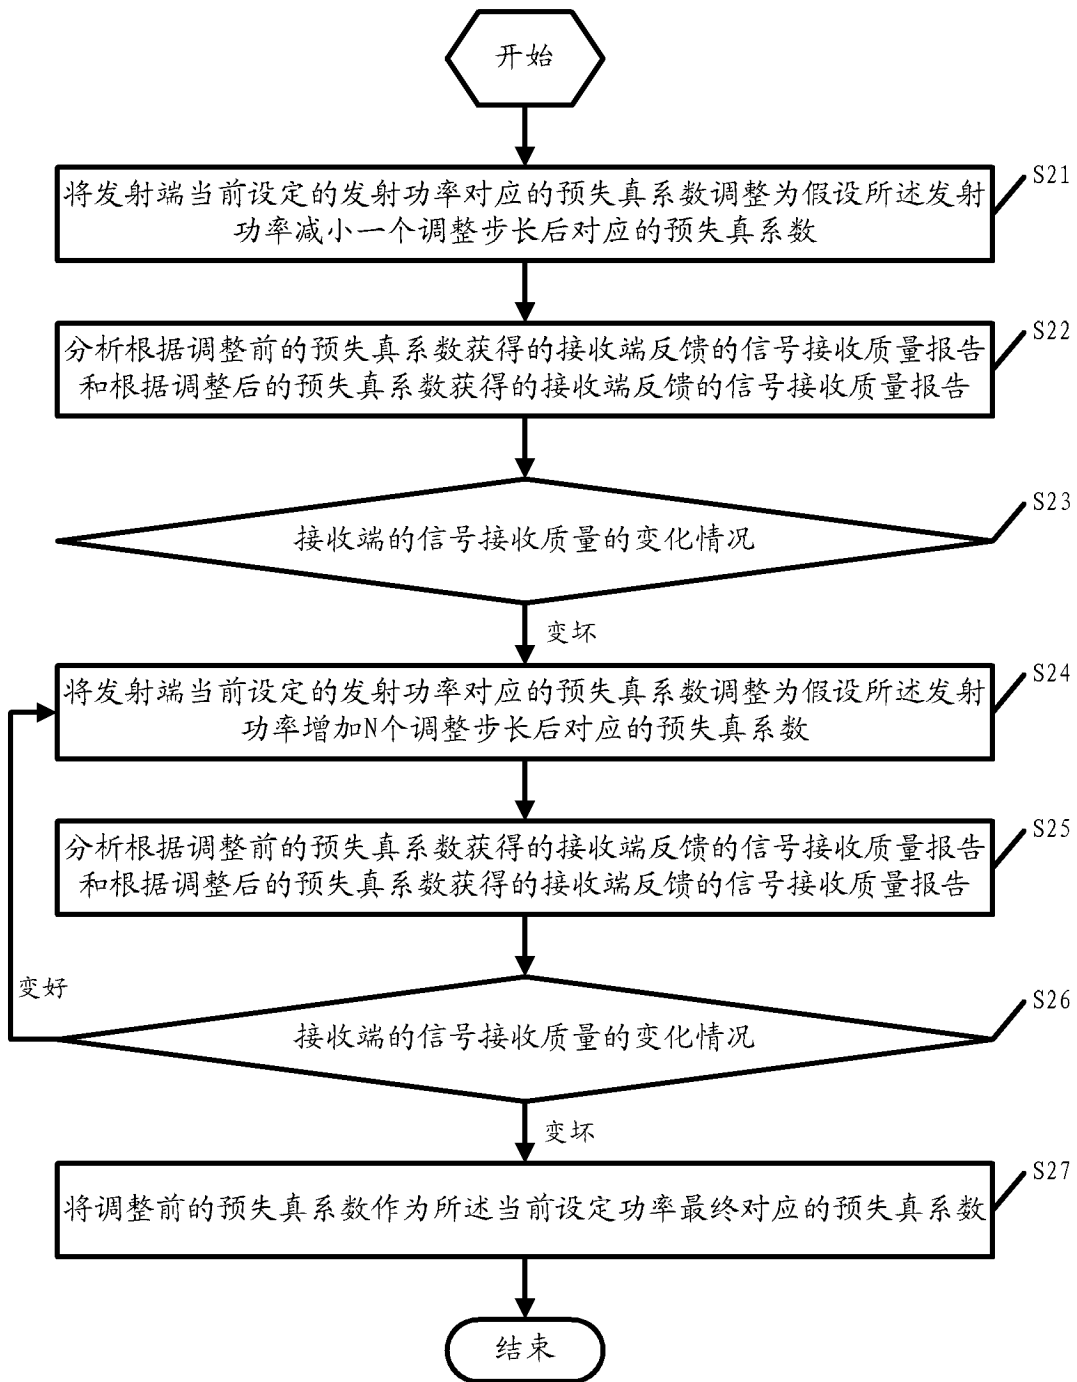 开始
S21
将发射端当前设定的发射功率对应的预失真系数调整为假设所述发射
功率减小一个调整步长后对应的预失真系数
S22
分析根据调整前的预失真系数获得的接收端反馈的信号接收质量报告
和根据调整后的预失真系数获得的接收端反馈的信号接收质量报告
S23
接收端的信号接收质量的变化情况
变坏
S24
将发射端当前设定的发射功率对应的预失真系数调整为假设所述发射
功率增加N个调整步长后对应的预失真系数
S25
分析根据调整前的预失真系数获得的接收端反馈的信号接收质量报告
和根据调整后的预失真系数获得的接收端反馈的信号接收质量报告
变好
S26
接收端的信号接收质量的变化情况
变坏
S27
将调整前的预失真系数作为所述当前设定功率最终对应的预失真系数
结束